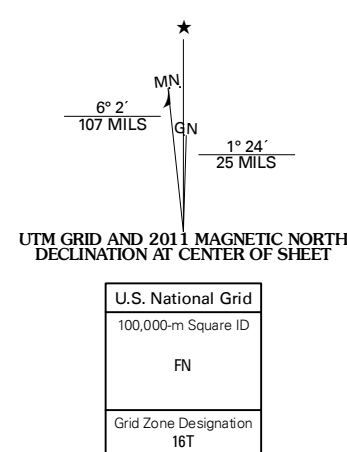 ★
MN.
6° 2´
107 MILS
GN
1° 24´
25 MILS
UTM GRID AND 2011 MAGNETIC NORTH
DECLINATION AT CENTER OF SHEET
U.S. National Grid
100,000-m Square ID
FN
Grid Zone Designation
16T